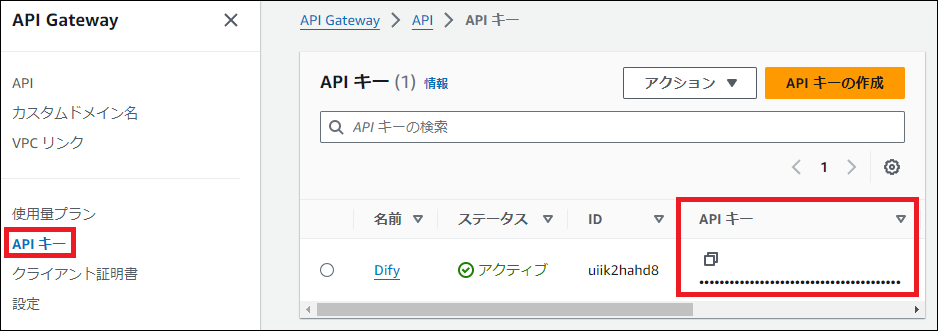 API Gateway
API
カスタムドメイン名
VPC リンク
使用量プラン
API キー
クライアント証明書
設定
API Gateway > API > API キー
API キー (1) 情報 アクション API キーの作成
API キーの検索
1
名前 ステータス ID API キー
Dify アクティブ uiik2hahd8 ••••••••••••••••••••••••••••••••••••••••